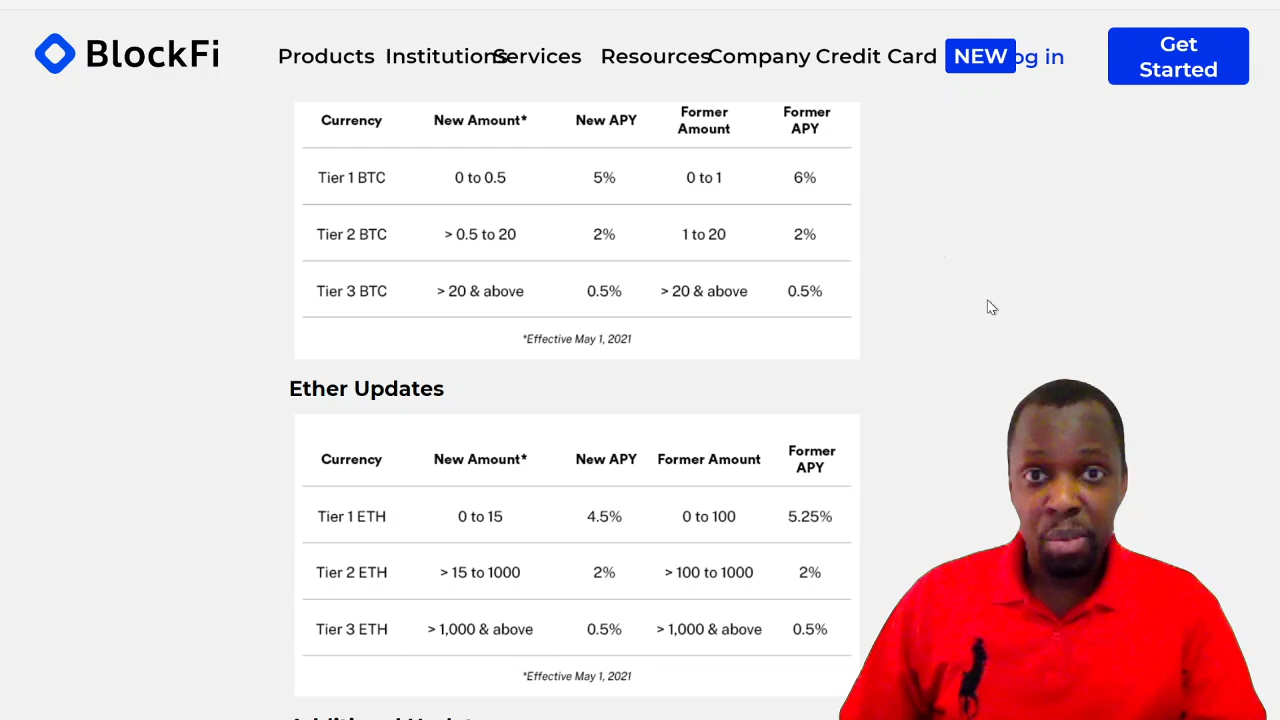 BlockFi Products Institutions Services Resources Company Credit Card NEW og in Get Started
Currency New Amount* New APY Former Amount Former APY
Tier 1 BTC 0 to 0.5 5% 0 to 1 6%
Tier 2 BTC > 0.5 to 20 2% 1 to 20 2%
Tier 3 BTC > 20 & above 0.5% > 20 & above 0.5%
*Effective May 1, 2021
Ether Updates
Currency New Amount* New APY Former Amount Former APY
Tier 1 ETH 0 to 15 4.5% 0 to 100 5.25%
Tier 2 ETH > 15 to 1000 2% > 100 to 1000 2%
Tier 3 ETH > 1,000 & above 0.5% > 1,000 & above 0.5%
*Effective May 1, 2021